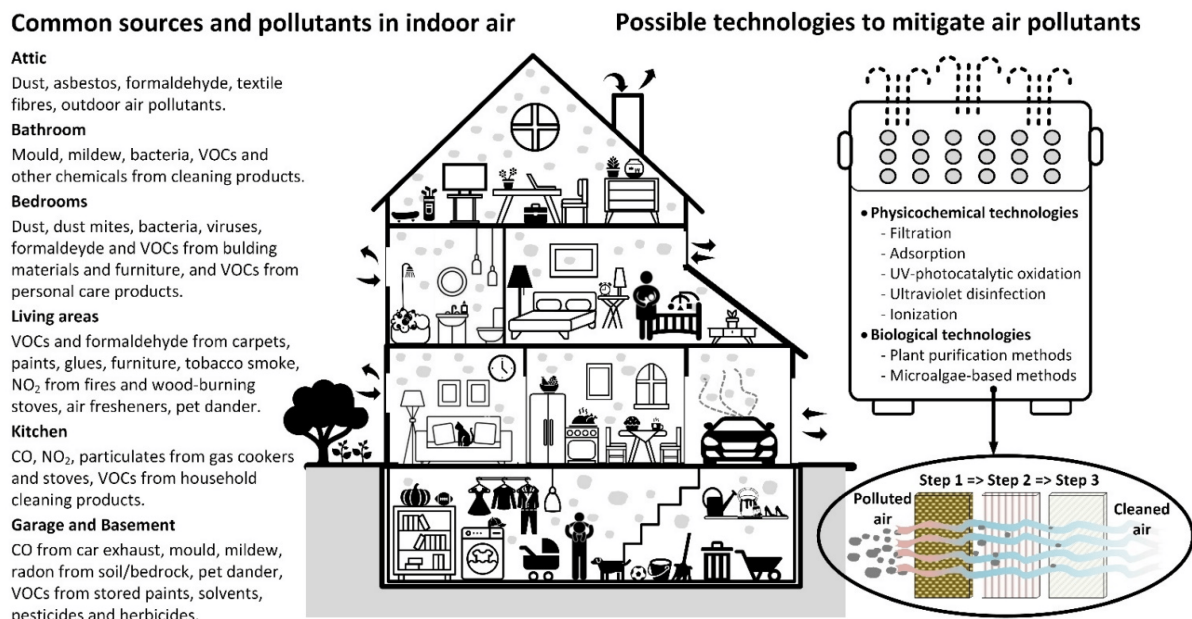 Common sources and pollutants in indoor air
Attic
Dust, asbestos, formaldehyde, textile
fibres, outdoor air pollutants.
Bathroom
Mould, mildew, bacteria, VOCs and
other chemicals from cleaning products.
Bedrooms
Dust, dust mites, bacteria, viruses,
formaldeyde and VOCs from bulding
materials and furniture, and VOCs from
personal care products.
Living areas
VOCs and formaldehyde from carpets,
paints, glues, furniture, tobacco smoke,
NO₂ from fires and wood-burning
stoves, air fresheners, pet dander.
Kitchen
CO, NO₂, particulates from gas cookers
and stoves, VOCs from household
cleaning products.
Garage and Basement
CO from car exhaust, mould, mildew,
radon from soil/bedrock, pet dander,
VOCs from stored paints, solvents,
pesticides and herbicides.
Possible technologies to mitigate air pollutants
• Physicochemical technologies
- Filtration
- Adsorption
- UV-photocatalytic oxidation
- Ultraviolet disinfection
- Ionization
• Biological technologies
- Plant purification methods
- Microalgae-based methods
Step 1 => Step 2 => Step 3
Polluted
air
Cleaned
air